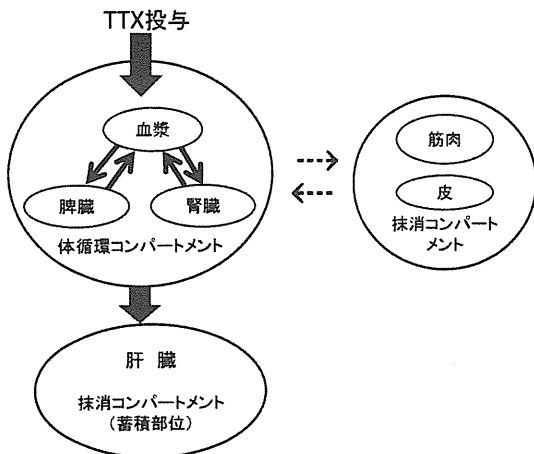 TTX投与
血漿
脾臓
腎臓
体循環コンパートメント
筋肉
皮
抹消コンパート
メント
肝 臓
抹消コンパートメント
(蓄積部位)